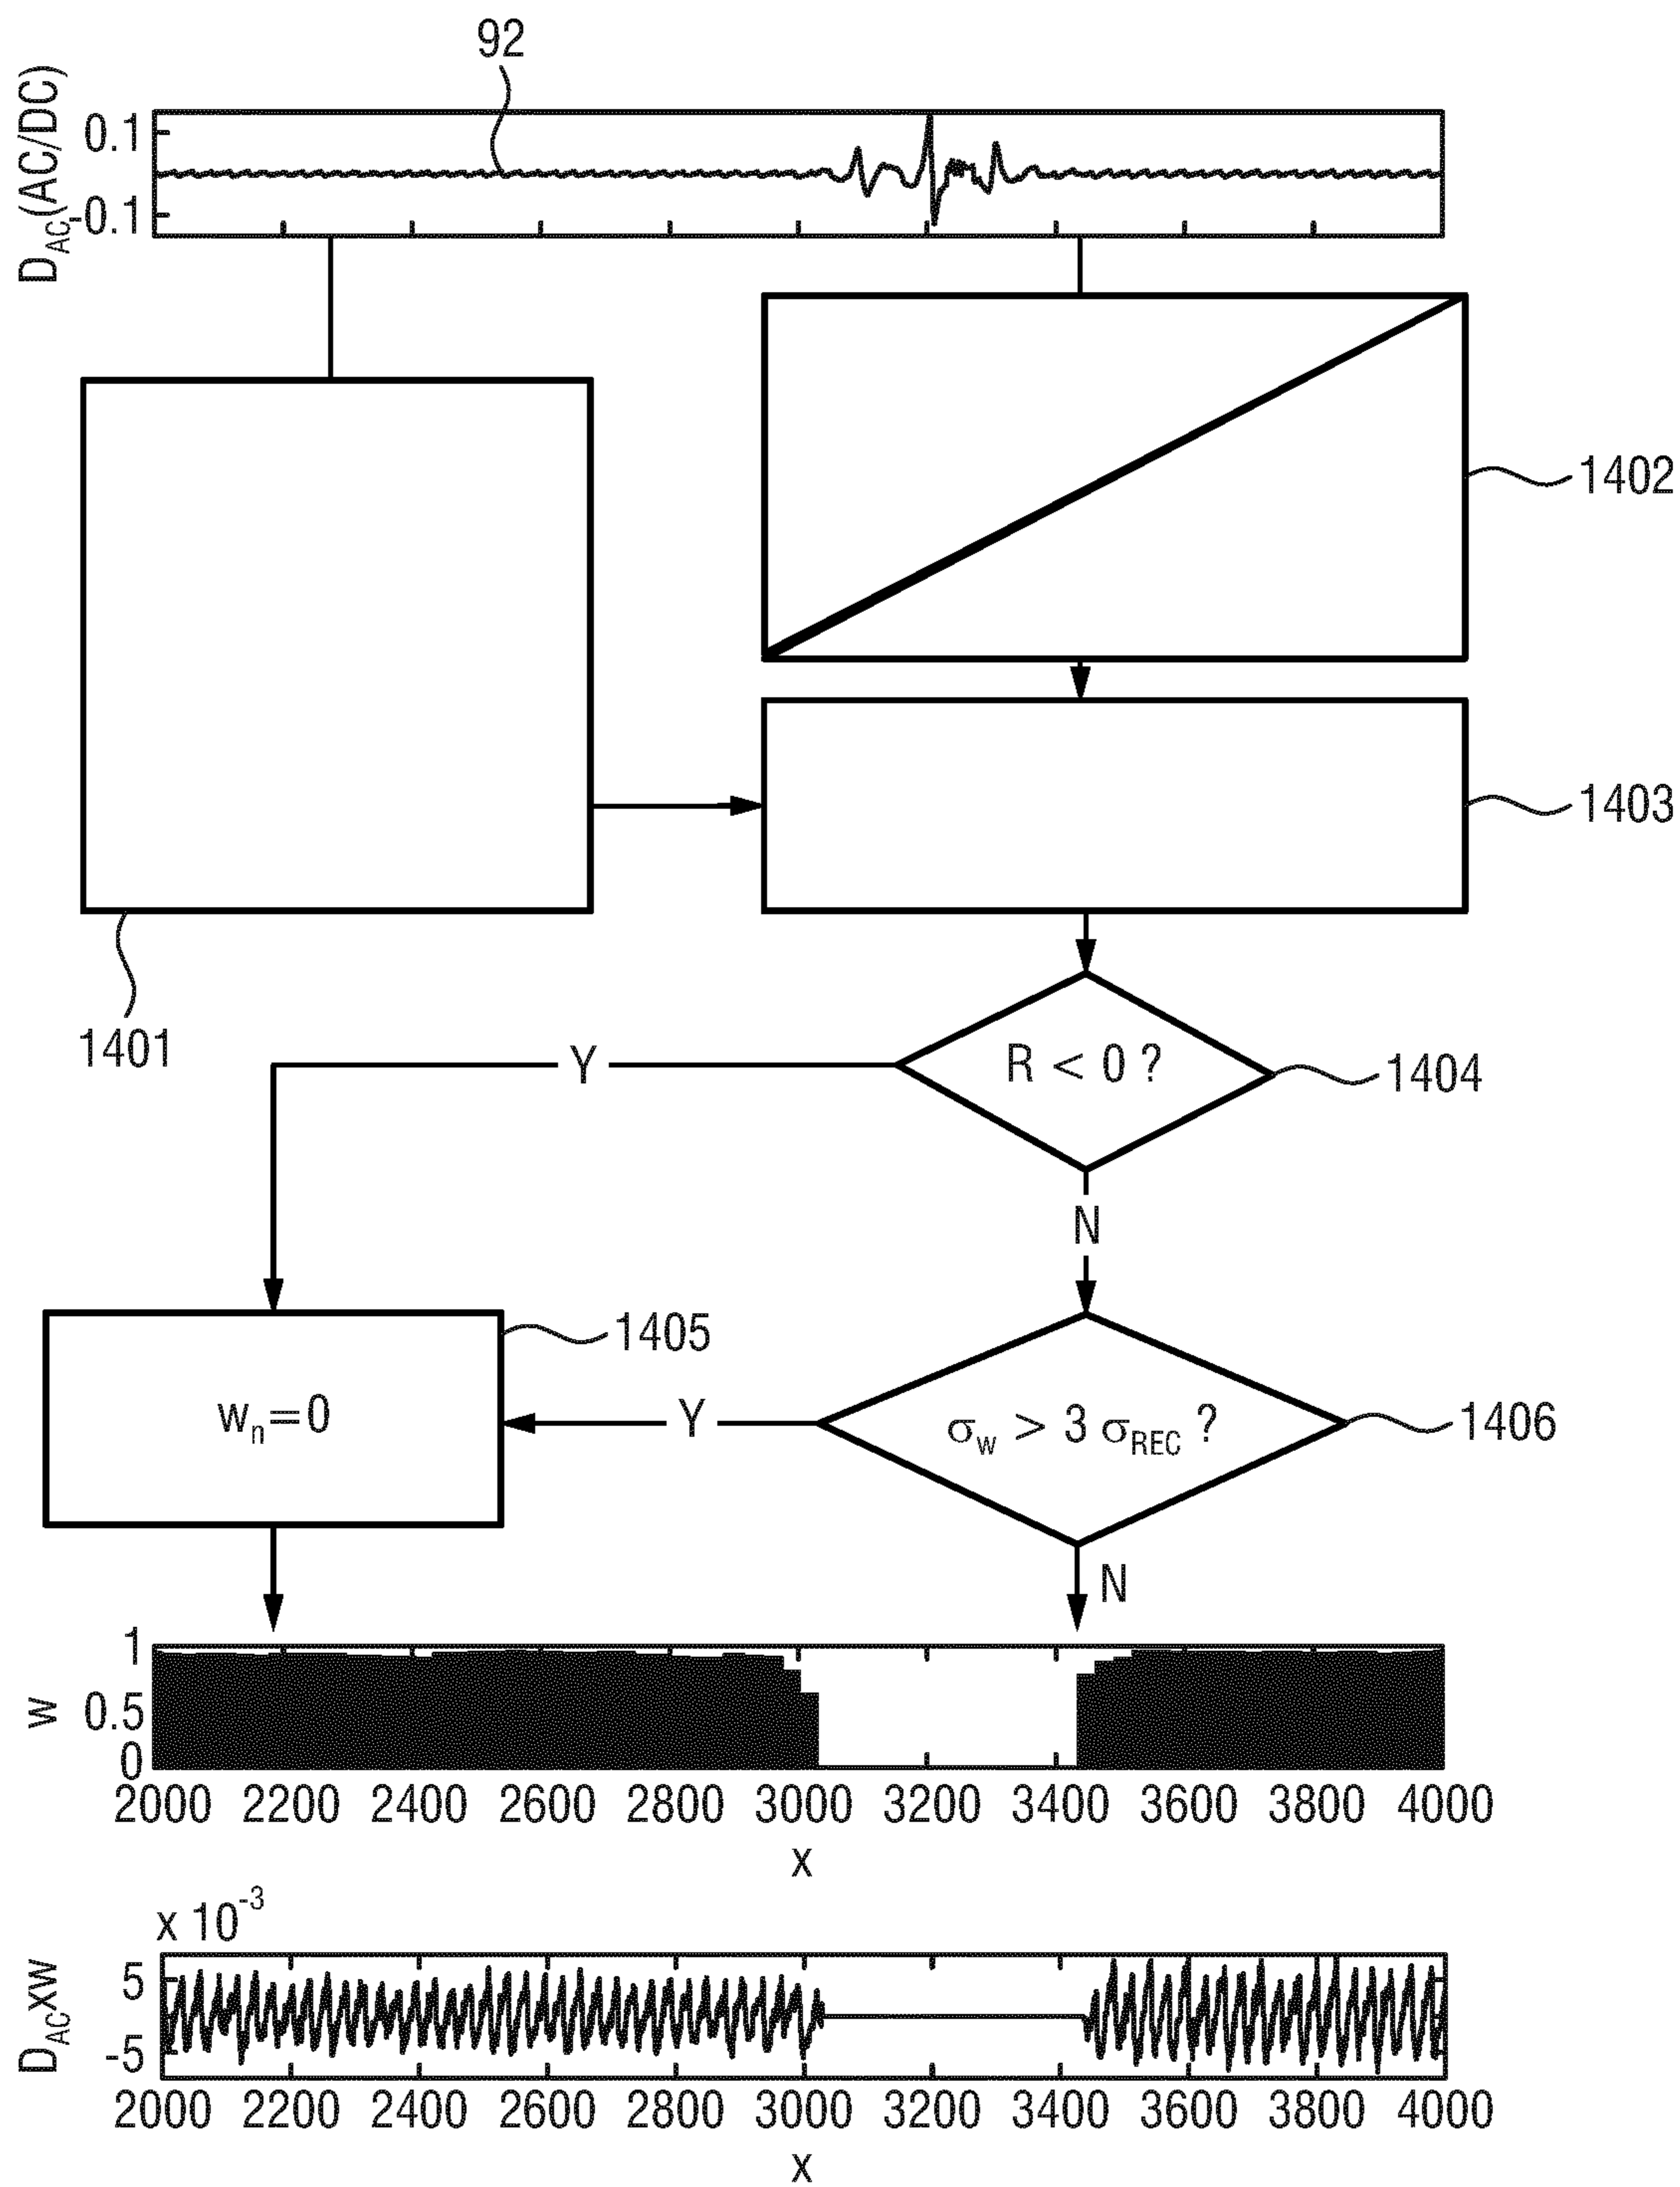 92
D_AC(AC/DC)
0.1
-0.1
1402
1403
1401
R < 0 ?
1404
Y
N
1405
w_n=0
Y
σ_w > 3 σ_REC ?
1406
N
w
1
0.5
0
2000 2200 2400 2600 2800 3000 3200 3400 3600 3800 4000
x
x 10^-3
D_ACxw
5
-5
2000 2200 2400 2600 2800 3000 3200 3400 3600 3800 4000
x